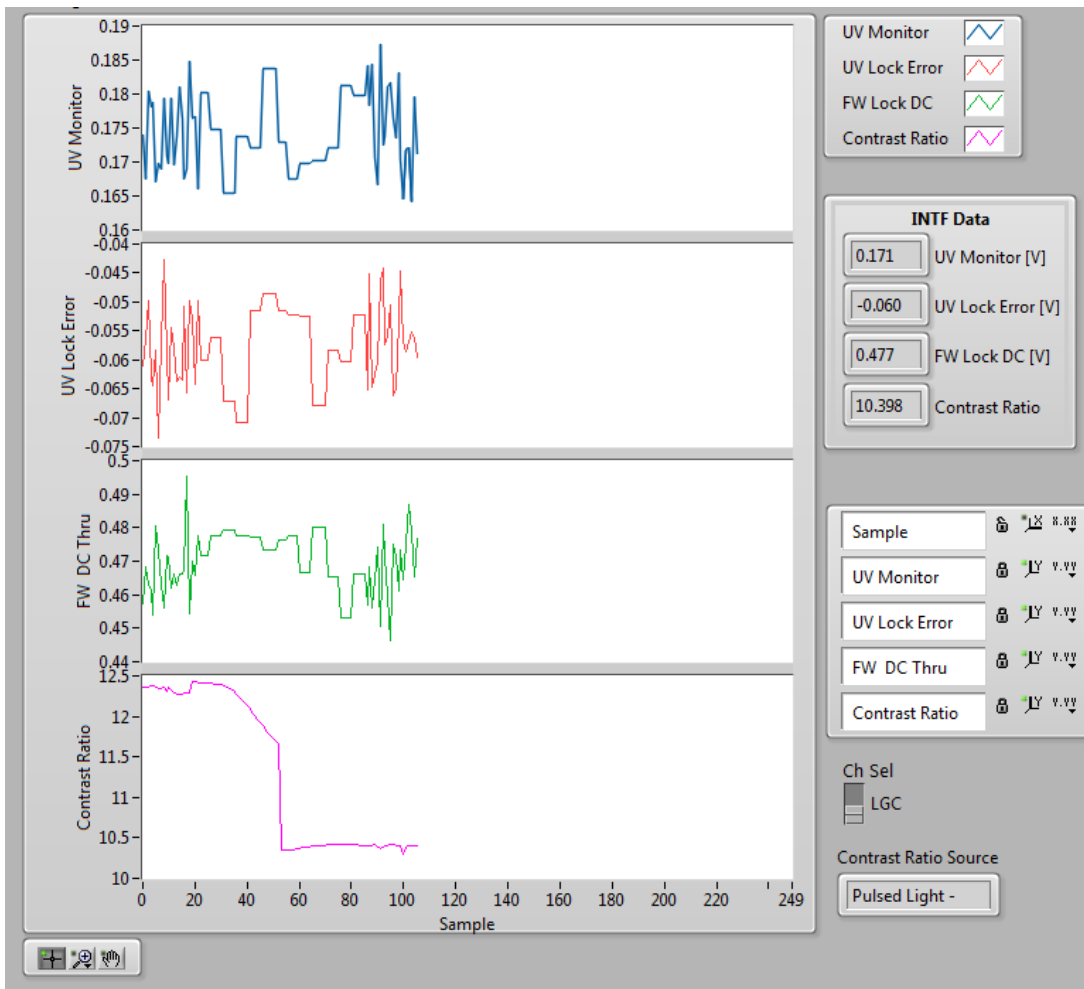 0.19
0.185
0.18
0.175
0.17
0.165
0.16
UV Monitor
-0.04
-0.045
-0.05
-0.055
-0.06
-0.065
-0.07
-0.075
UV Lock Error
0.5
0.49
0.48
0.47
0.46
0.45
0.44
FW DC Thru
12.5
12
11.5
11
10.5
10
Contrast Ratio
0 20 40 60 80 100 120 140 160 180 200 220 249
Sample
UV Monitor
UV Lock Error
FW Lock DC
Contrast Ratio
INTF Data
0.171 UV Monitor [V]
-0.060 UV Lock Error [V]
0.477 FW Lock DC [V]
10.398 Contrast Ratio
Sample X X.XX
UV Monitor Y Y.YY
UV Lock Error Y Y.YY
FW DC Thru Y Y.YY
Contrast Ratio Y Y.YY
Ch Sel
LGC
Contrast Ratio Source
Pulsed Light -